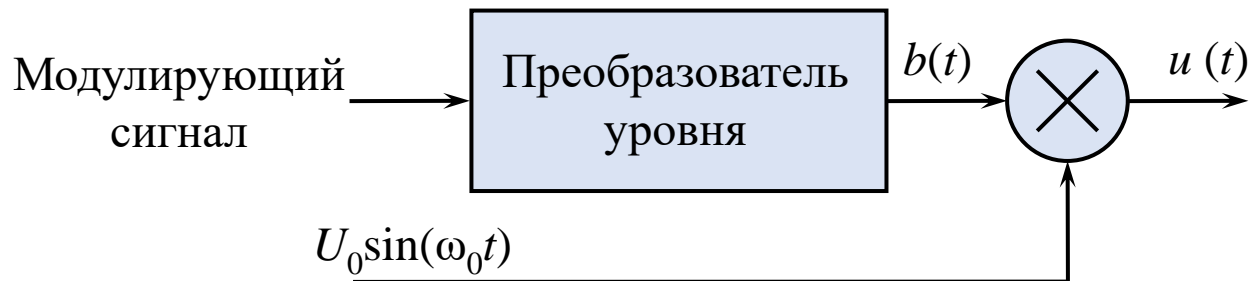 Модулирующий
сигнал
Преобразователь
уровня
b(t)
u (t)
U₀sin(ω₀t)